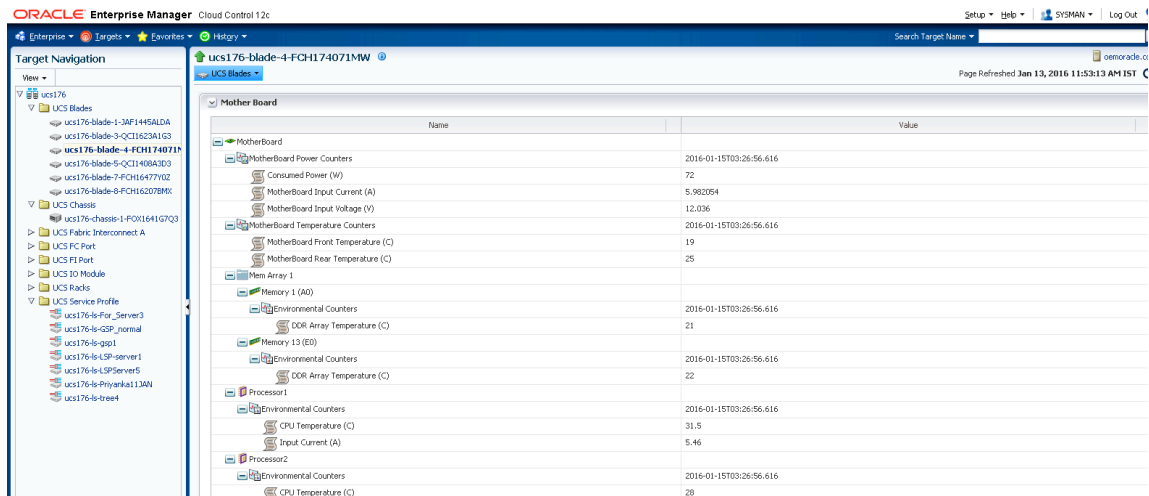 ORACLE Enterprise Manager Cloud Control 12c
Setup Help SYSMAN Log Out
Enterprise Targets Favorites History
Search Target Name
Target Navigation
View
ucs176
UCS Blades
ucs176-blade-1-JAF1445ALDA
ucs176-blade-3-QCI1623A1G3
ucs176-blade-4-FCH174071M
ucs176-blade-5-QCI1408A3D3
ucs176-blade-7-FCH16477Y0Z
ucs176-blade-8-FCH16207BMX
UCS Chassis
ucs176-chassis-1-FOX1641G7Q3
UCS Fabric Interconnect A
UCS FC Port
UCS FI Port
UCS IO Module
UCS Racks
UCS Service Profile
ucs176-ls-For_Server3
ucs176-ls-GSP_normal
ucs176-ls-gsp1
ucs176-ls-LSP-server1
ucs176-ls-LSPServer5
ucs176-ls-Priyanka11JAN
ucs176-ls-tree4
ucs176-blade-4-FCH174071MW
oemoracle.c
UCS Blades
Page Refreshed Jan 13, 2016 11:53:13 AM IST
Mother Board
Name Value
MotherBoard
MotherBoard Power Counters 2016-01-15T03:26:56.616
Consumed Power (W) 72
MotherBoard Input Current (A) 5.982054
MotherBoard Input Voltage (V) 12.036
MotherBoard Temperature Counters 2016-01-15T03:26:56.616
MotherBoard Front Temperature (C) 19
MotherBoard Rear Temperature (C) 25
Mem Array 1
Memory 1 (A0)
Environmental Counters 2016-01-15T03:26:56.616
DDR Array Temperature (C) 21
Memory 13 (E0)
Environmental Counters 2016-01-15T03:26:56.616
DDR Array Temperature (C) 22
Processor1
Environmental Counters 2016-01-15T03:26:56.616
CPU Temperature (C) 31.5
Input Current (A) 5.46
Processor2
Environmental Counters 2016-01-15T03:26:56.616
CPU Temperature (C) 28